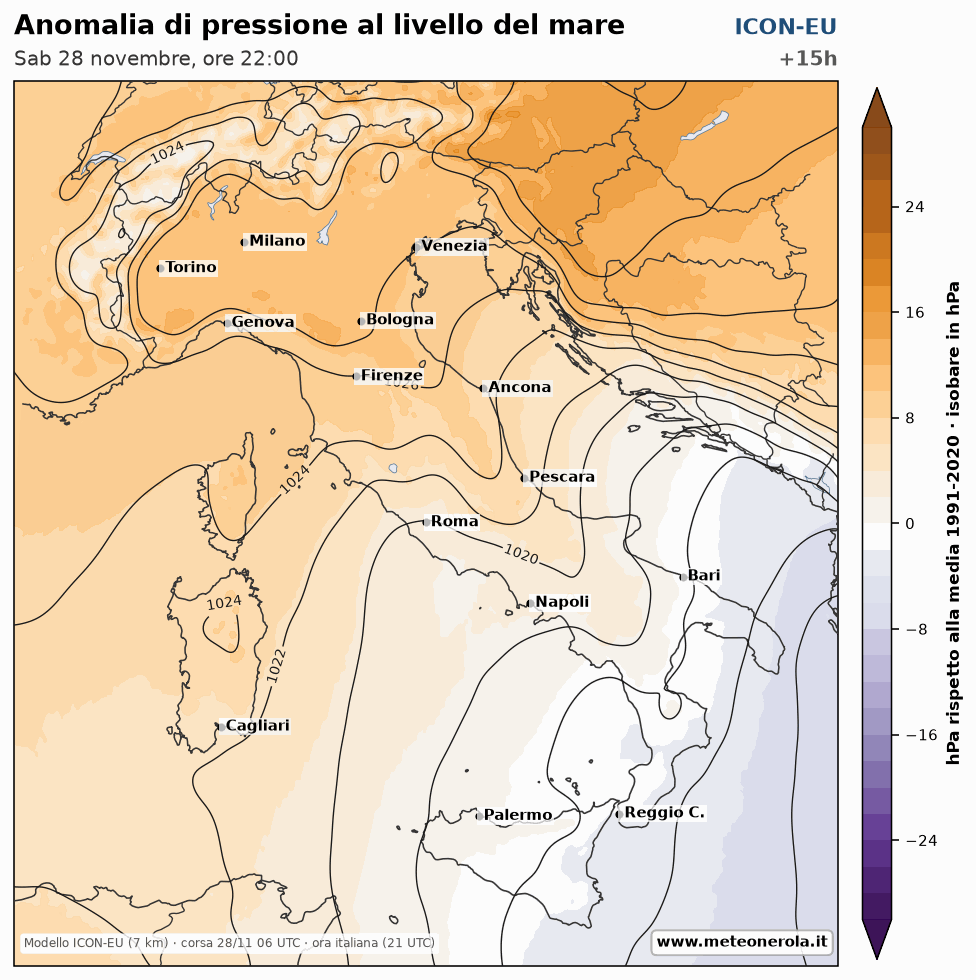 Anomalia di pressione al livello del mare
ICON-EU
Sab 28 novembre, ore 22:00
+15h
1024
Milano
Venezia
Torino
Genova
Bologna
Firenze
1026
Ancona
1024
Pescara
Roma
1020
Bari
1024
Napoli
1022
Cagliari
Palermo
Reggio C.
Modello ICON-EU (7 km) · corsa 28/11 06 UTC · ora italiana (21 UTC)
www.meteonerola.it
24
16
8
0
−8
−16
−24
hPa rispetto alla media 1991-2020 · isobare in hPa